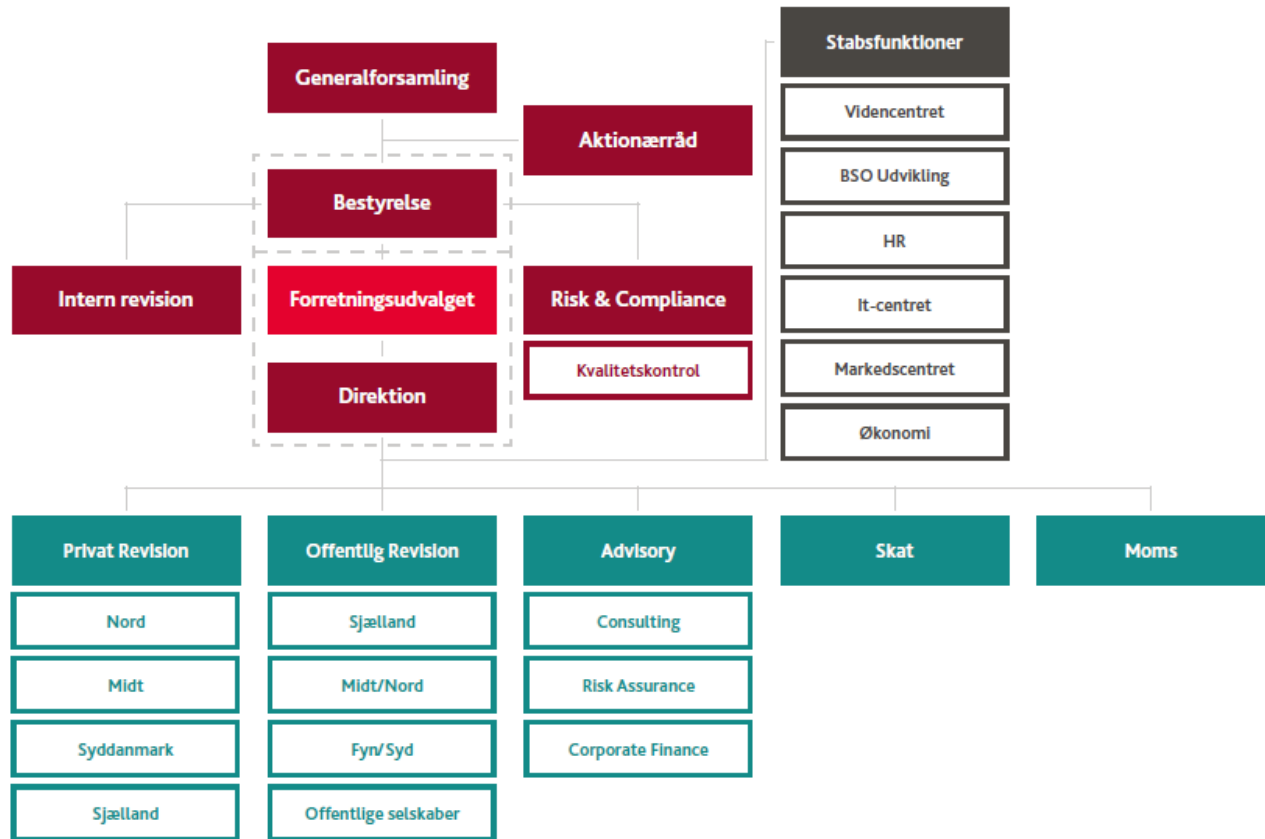 Generalforsamling
Aktionærråd
Bestyrelse
Intern revision
Forretningsudvalget
Risk & Compliance
Kvalitetskontrol
Direktion
Stabsfunktioner
Videncentret
BSO Udvikling
HR
It-centret
Markedscentret
Økonomi
Privat Revision
Nord
Midt
Syddanmark
Sjælland
Offentlig Revision
Sjælland
Midt/Nord
Fyn/Syd
Offentlige selskaber
Advisory
Consulting
Risk Assurance
Corporate Finance
Skat
Moms